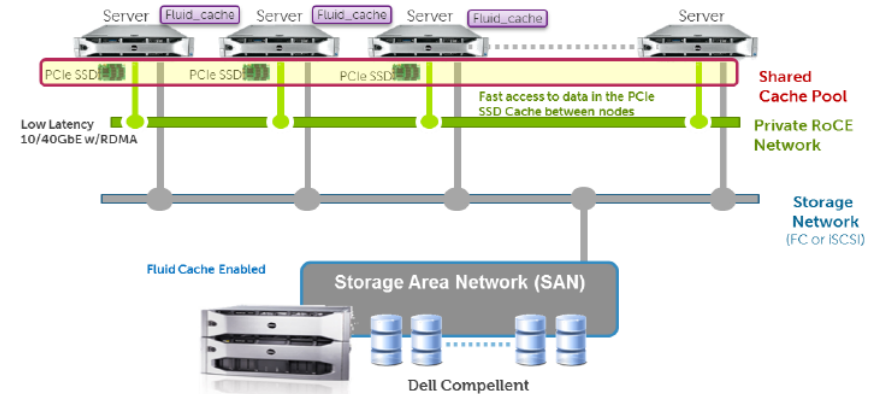 Server Fluid_cache Server Fluid_cache Server Fluid_cache Server
PCIe SSD PCIe SSD PCIe SSD
Shared
Cache Pool
Fast access to data in the PCIe
SSD Cache between nodes
Low Latency
10/40GbE w/RDMA
Private RoCE
Network
Storage
Network
(FC or iSCSI)
Fluid Cache Enabled
Storage Area Network (SAN)
Dell Compellent